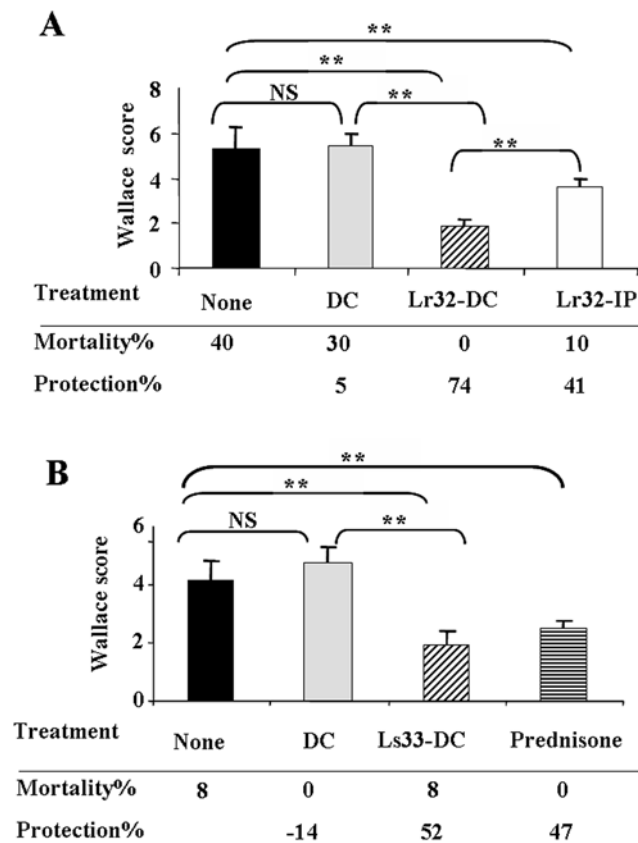 A
**
**
NS
**
**
8
6
4
2
0
Wallace score
Treatment None DC Lr32-DC Lr32-IP
Mortality% 40 30 0 10
Protection% 5 74 41
B
**
**
NS
**
6
4
2
0
Wallace score
Treatment None DC Ls33-DC Prednisone
Mortality% 8 0 8 0
Protection% -14 52 47